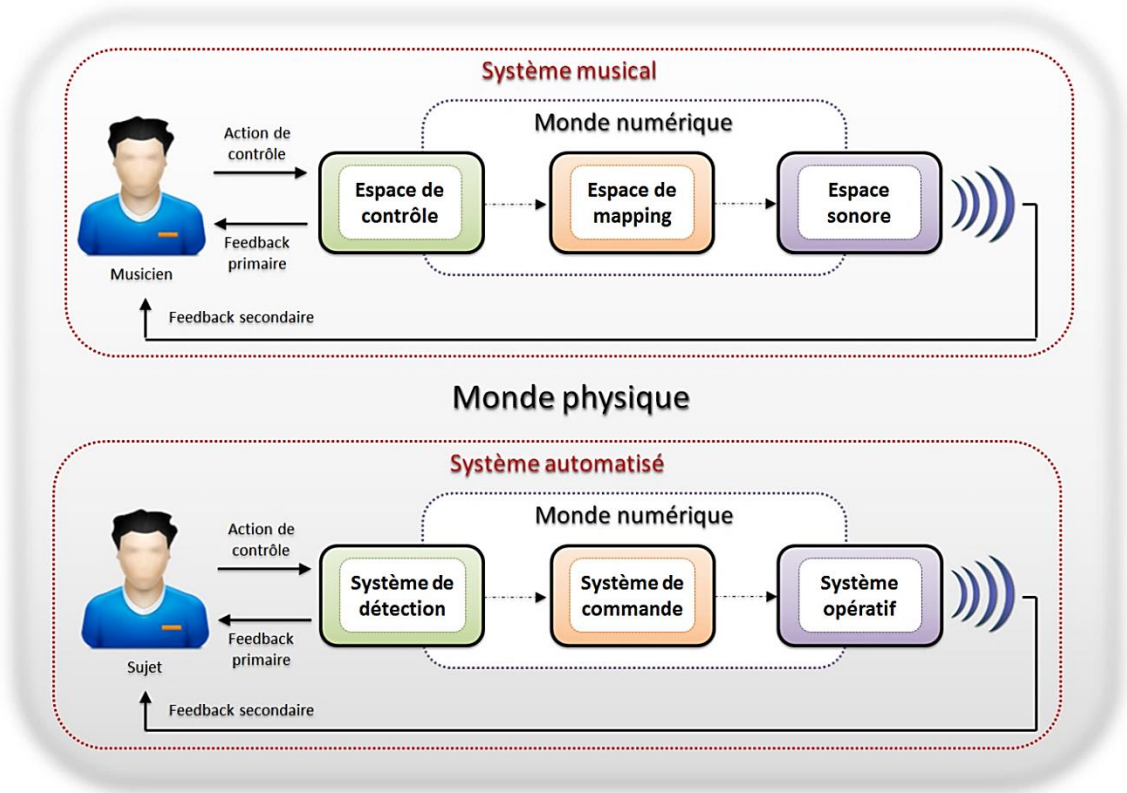 Système musical
Monde numérique
Action de
contrôle
Espace de
contrôle
Espace de
mapping
Espace
sonore
Feedback
primaire
Musicien
Feedback secondaire
Monde physique
Système automatisé
Monde numérique
Action de
contrôle
Système de
détection
Système de
commande
Système
opératif
Feedback
primaire
Sujet
Feedback secondaire